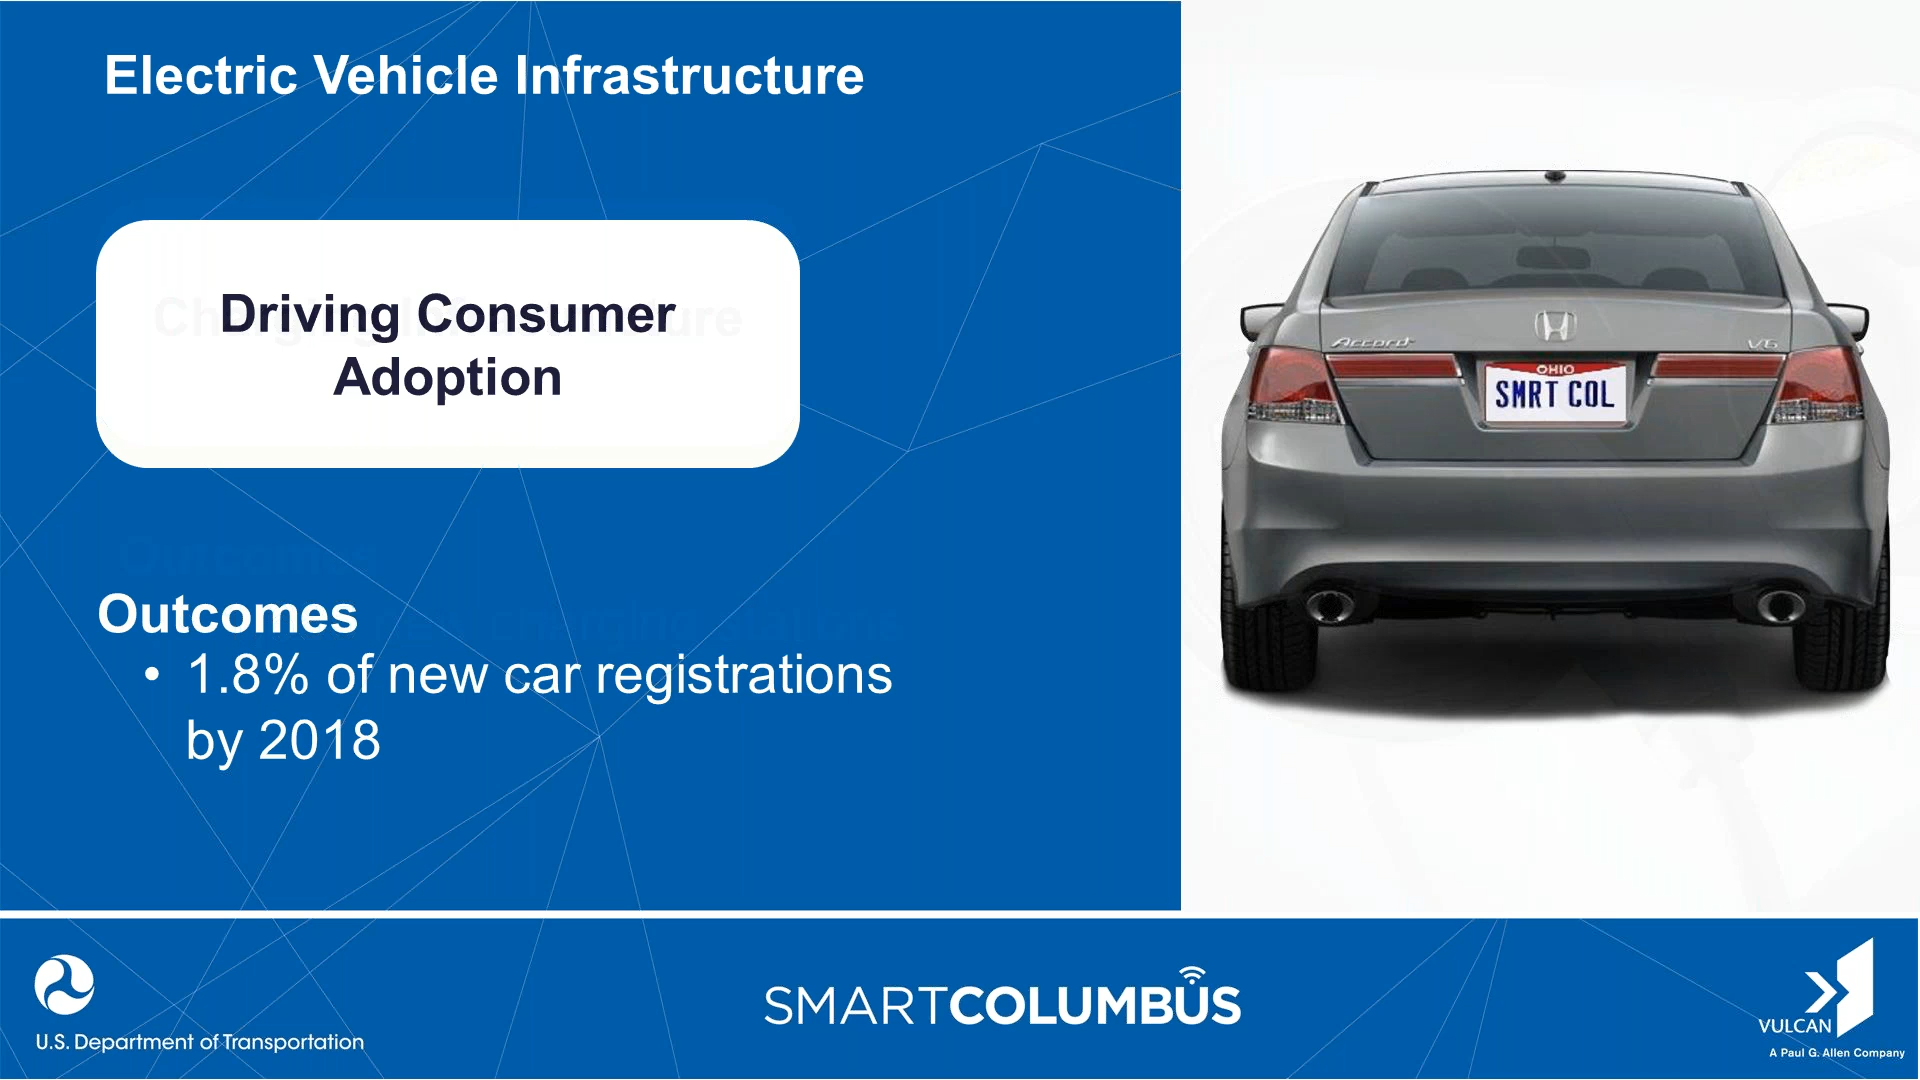 Electric Vehicle Infrastructure
Driving Consumer
Adoption
Outcomes
• 1.8% of new car registrations
by 2018
Accord
V6
OHIO
SMRT COL
U.S. Department of Transportation
SMARTCOLUMBUS
VULCAN
A Paul G. Allen Company